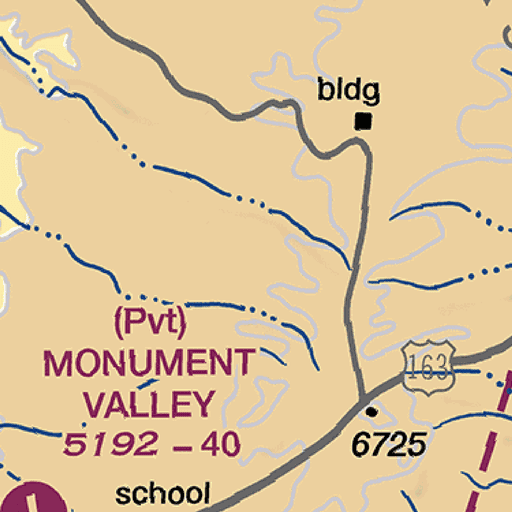 bldg
(Pvt)
MONUMENT
VALLEY
5192 - 40
163
6725
school